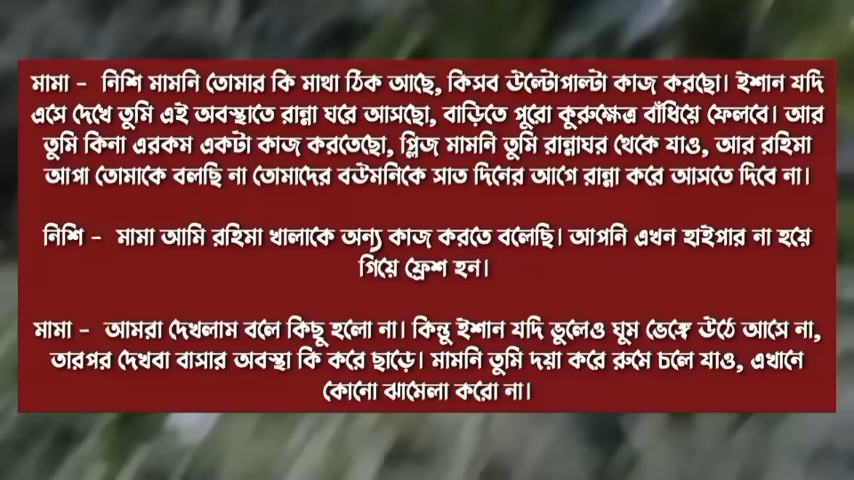 মামা - নিশি মামনি তোমার কি মাথা ঠিক আছে, কিসব উল্টোপাল্টা কাজ করছো। ইশান যদি
এসে দেখে তুমি এই অবস্থাতে রান্না ঘরে আসছো, বাড়িতে পুরো কুরুক্ষেত্র বাঁধিয়ে ফেলবে। আর
তুমি কিনা এরকম একটা কাজ করতেছো, প্লিজ মামনি তুমি রান্নাঘর থেকে যাও, আর রহিমা
আপা তোমাকে বলছি না তোমাদের বউমনিকে সাত দিনের আগে রান্না করে আসতে দিবে না।
নিশি - মামা আমি রহিমা খালাকে অন্য কাজ করতে বলেছি। আপনি এখন হাইপার না হয়ে
গিয়ে ফ্রেশ হন।
মামা - আমরা দেখলাম বলে কিছু হলো না। কিন্তু ইশান যদি ভুলেও ঘুম ভেঙ্গে উঠে আসে না,
তারপর দেখবা বাসার অবস্থা কি করে ছাড়ে। মামনি তুমি দয়া করে রুমে চলে যাও, এখানে
কোনো ঝামেলা করো না।